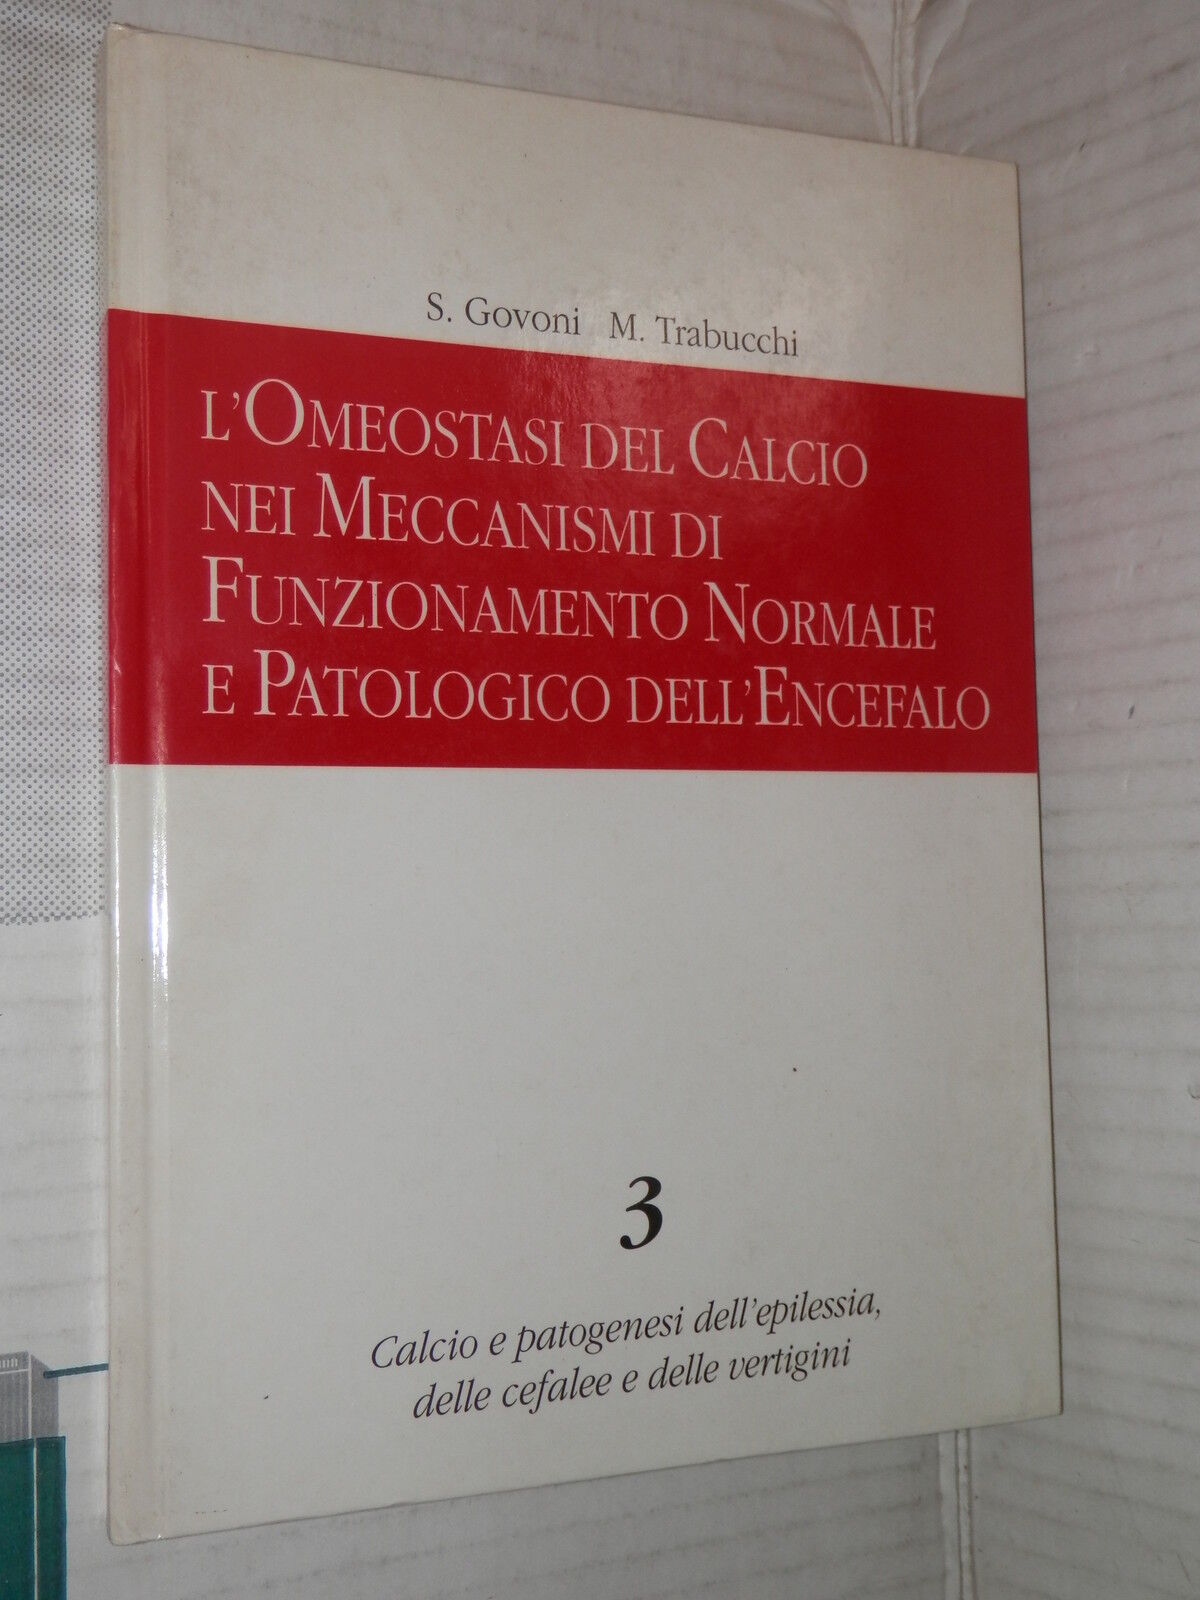 S. Govoni M. Trabucchi
L'Omeostasi del Calcio
nei Meccanismi di
Funzionamento Normale
e Patologico dell'Encefalo
3
Calcio e patogenesi dell'epilessia,
delle cefalee e delle vertigini